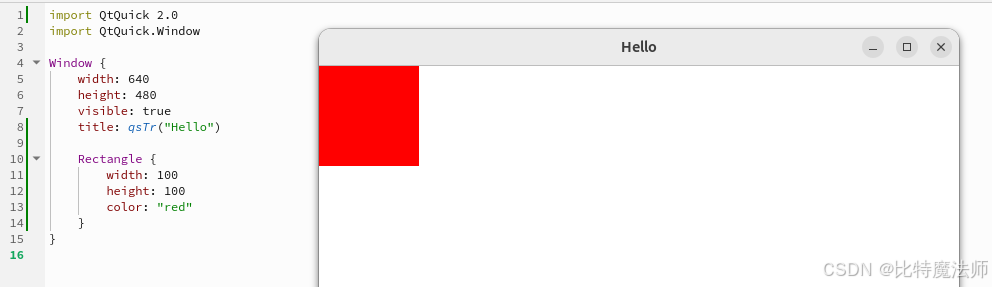 1 import QtQuick 2.0
2 import QtQuick.Window
3
4 Window {
5     width: 640
6     height: 480
7     visible: true
8     title: qsTr("Hello")
9
10     Rectangle {
11         width: 100
12         height: 100
13         color: "red"
14     }
15 }
16
Hello
CSDN @比特魔法师